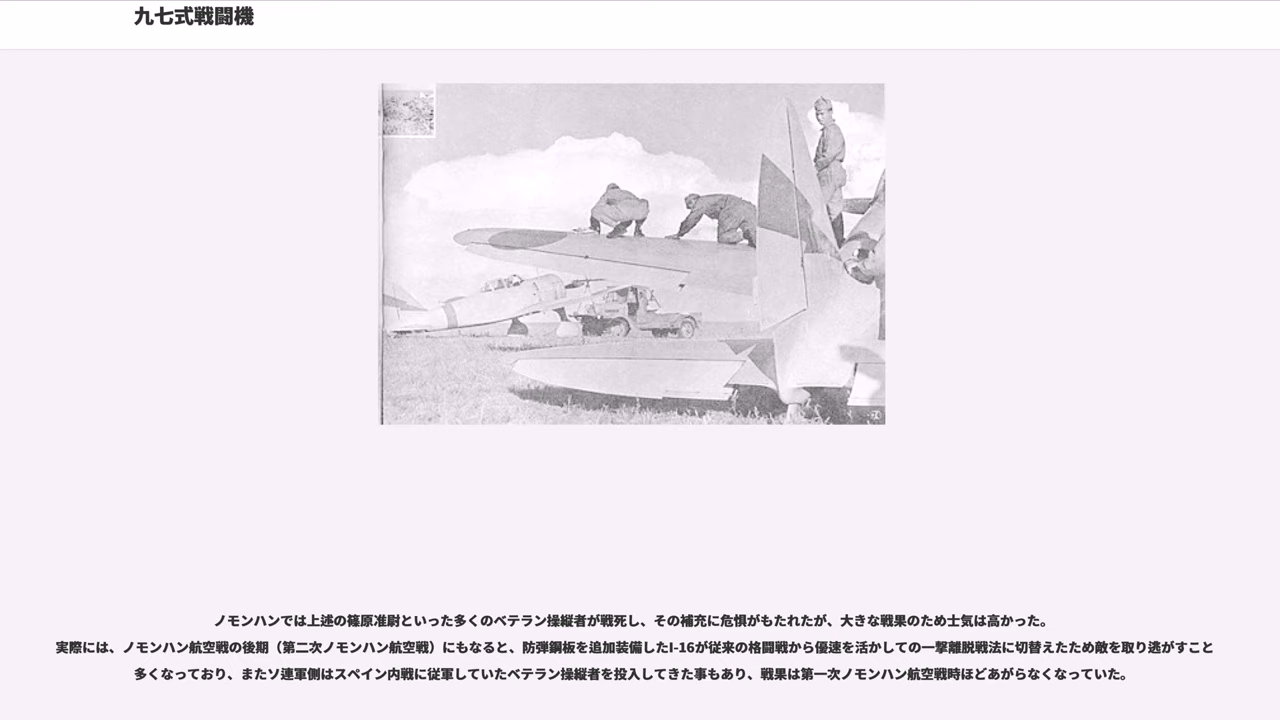 九七式戦闘機
ノモンハンでは上述の篠原准尉といった多くのベテラン操縦者が戦死し、その補充に危惧がもたれたが、大きな戦果のため士気は高かった。
実際には、ノモンハン航空戦の後期（第二次ノモンハン航空戦）にもなると、防弾鋼板を追加装備したI-16が従来の格闘戦から優速を活かしての一撃離脱戦法に切替えたため敵を取り逃がすこと
多くなっており、またソ連軍側はスペイン内戦に従軍していたベテラン操縦者を投入してきた事もあり、戦果は第一次ノモンハン航空戦時ほどあがらなくなっていた。